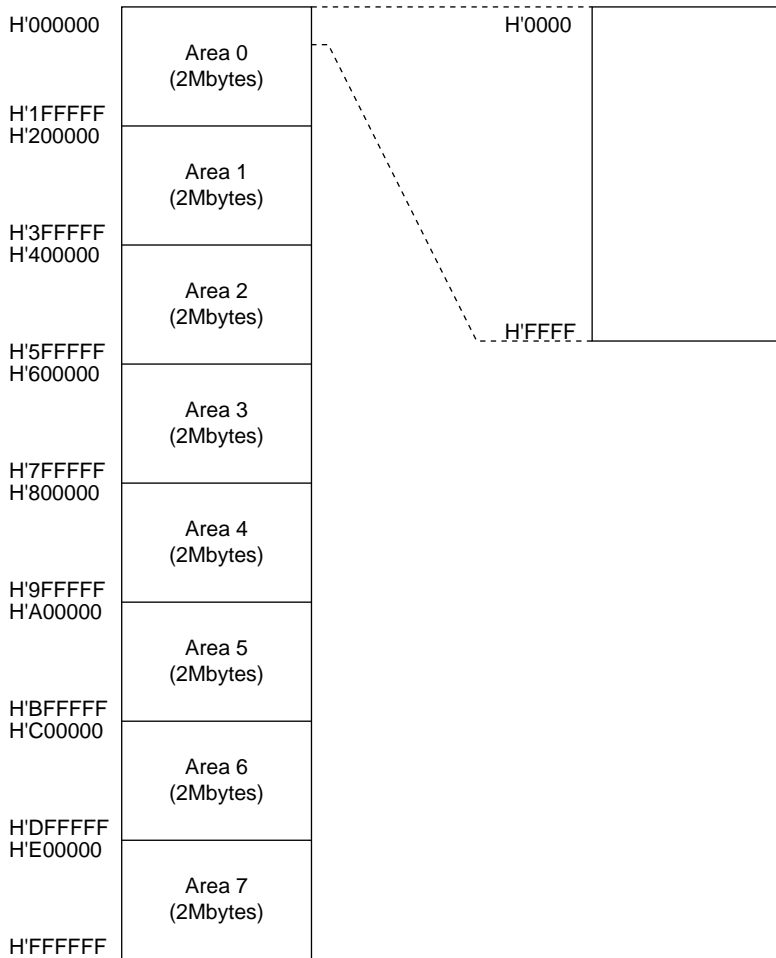 H'000000
Area 0
(2Mbytes)
H'1FFFFF
H'200000
Area 1
(2Mbytes)
H'3FFFFF
H'400000
Area 2
(2Mbytes)
H'5FFFFF
H'600000
Area 3
(2Mbytes)
H'7FFFFF
H'800000
Area 4
(2Mbytes)
H'9FFFFF
H'A00000
Area 5
(2Mbytes)
H'BFFFFF
H'C00000
Area 6
(2Mbytes)
H'DFFFFF
H'E00000
Area 7
(2Mbytes)
H'FFFFFF
H'0000
H'FFFF